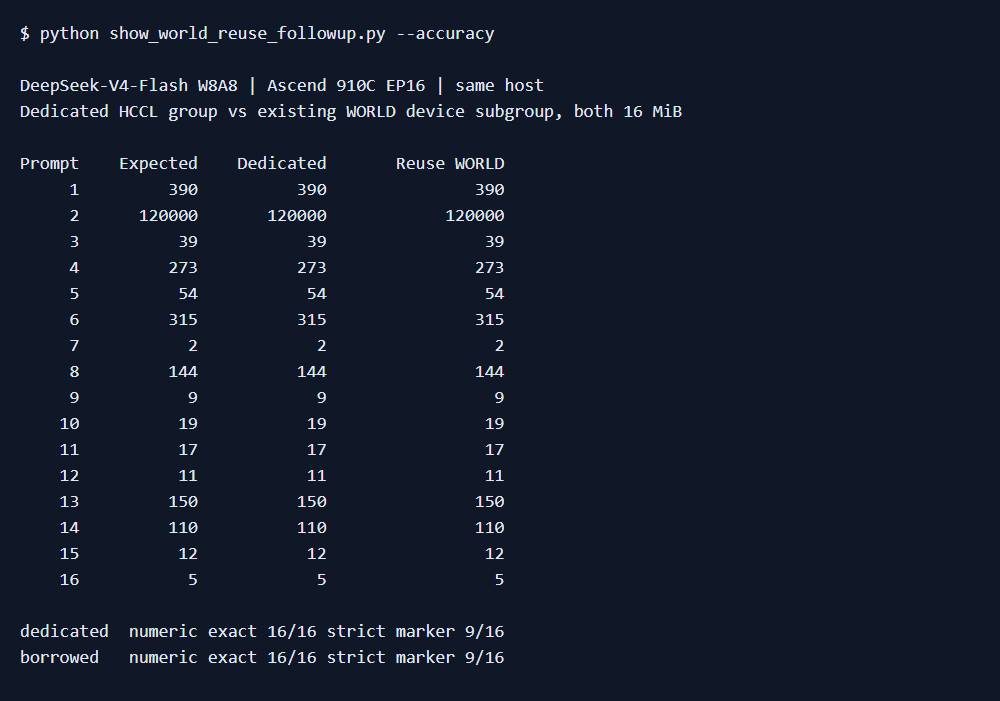 $ python show_world_reuse_followup.py --accuracy
DeepSeek-V4-Flash W8A8 | Ascend 910C EP16 | same host
Dedicated HCCL group vs existing WORLD device subgroup, both 16 MiB
Prompt Expected Dedicated Reuse WORLD
1 390 390 390
2 120000 120000 120000
3 39 39 39
4 273 273 273
5 54 54 54
6 315 315 315
7 2 2 2
8 144 144 144
9 9 9 9
10 19 19 19
11 17 17 17
12 11 11 11
13 150 150 150
14 110 110 110
15 12 12 12
16 5 5 5
dedicated numeric exact 16/16 strict marker 9/16
borrowed numeric exact 16/16 strict marker 9/16